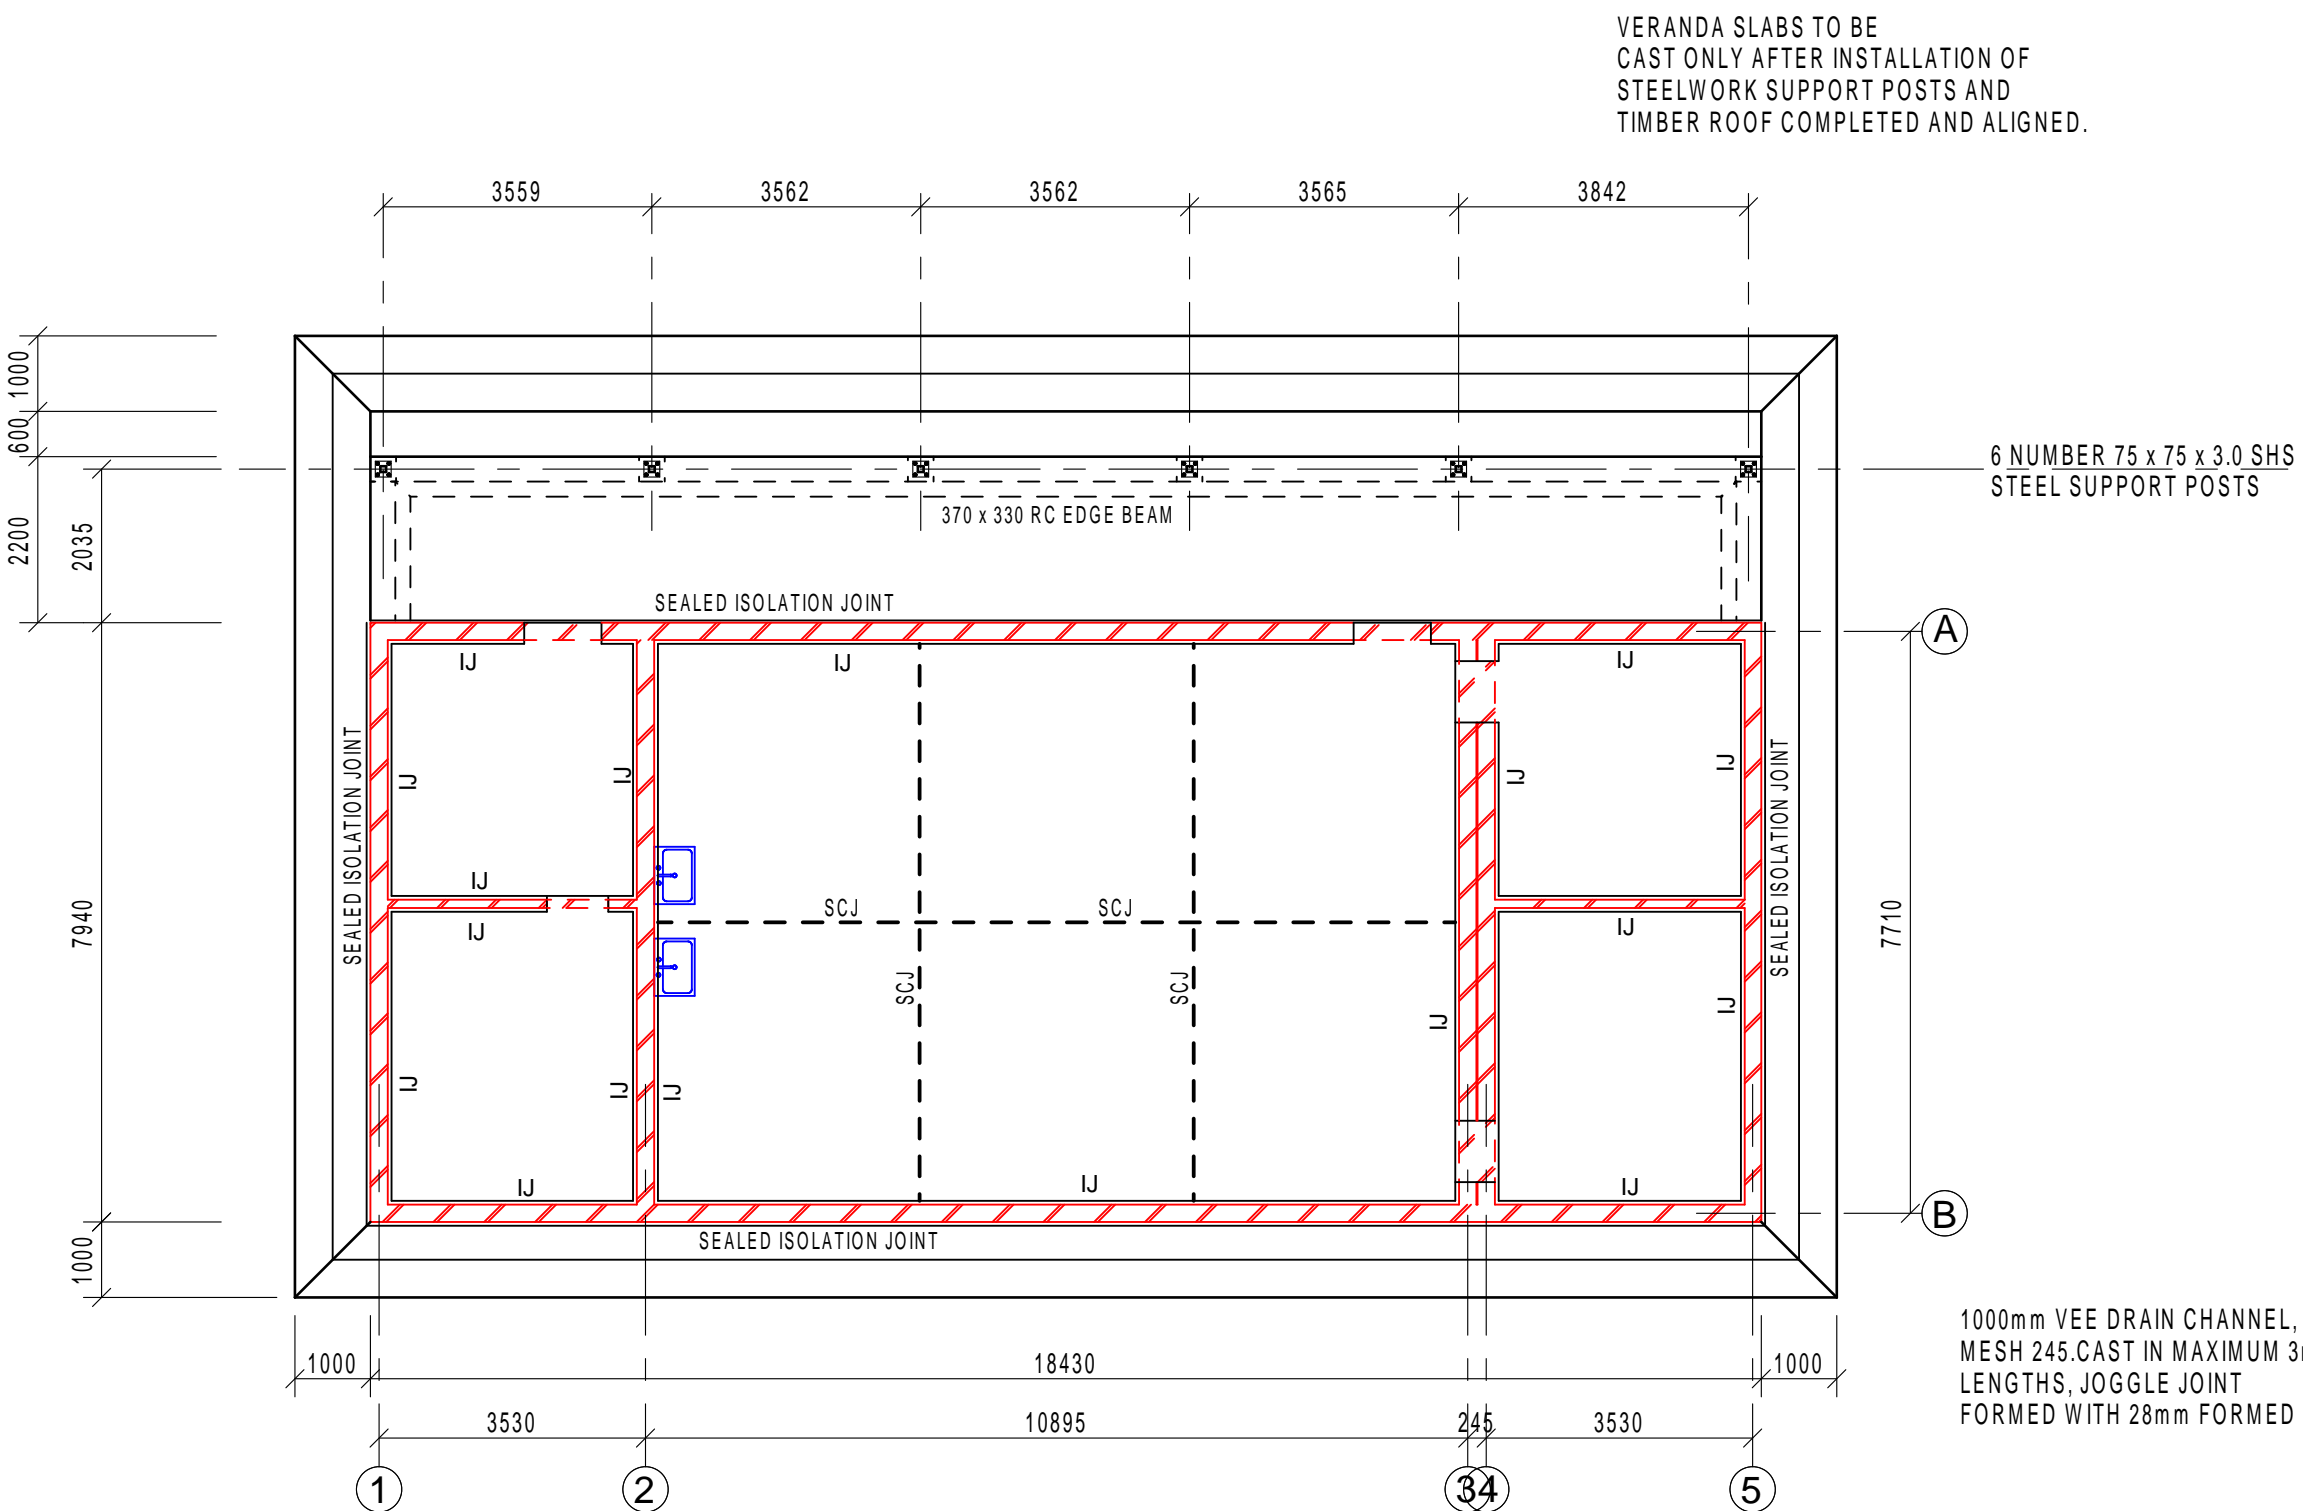 VERANDA SLABS TO BE
CAST ONLY AFTER INSTALLATION OF
STEELWORK SUPPORT POSTS AND
TIMBER ROOF COMPLETED AND ALIGNED.
3559
3562
3562
3565
3842
1000
600
2200
2035
6 NUMBER 75 x 75 x 3.0 SHS
STEEL SUPPORT POSTS
370 x 330 RC EDGE BEAM
SEALED ISOLATION JOINT
A
IJ
IJ
IJ
SEALED ISOLATION JOINT
IJ
IJ
IJ
IJ
SEALED ISOLATION JOINT
IJ
IJ
SCJ
SCJ
7940
7710
IJ
SCJ
SCJ
IJ
IJ
IJ
IJ
IJ
IJ
IJ
IJ
IJ
B
SEALED ISOLATION JOINT
1000
1000mm VEE DRAIN CHANNEL,
MESH 245.CAST IN MAXIMUM 3
LENGTHS, JOGGLE JOINT
FORMED WITH 28mm FORMED
1000
18430
1000
3530
10895
245
3530
1
2
3
4
5